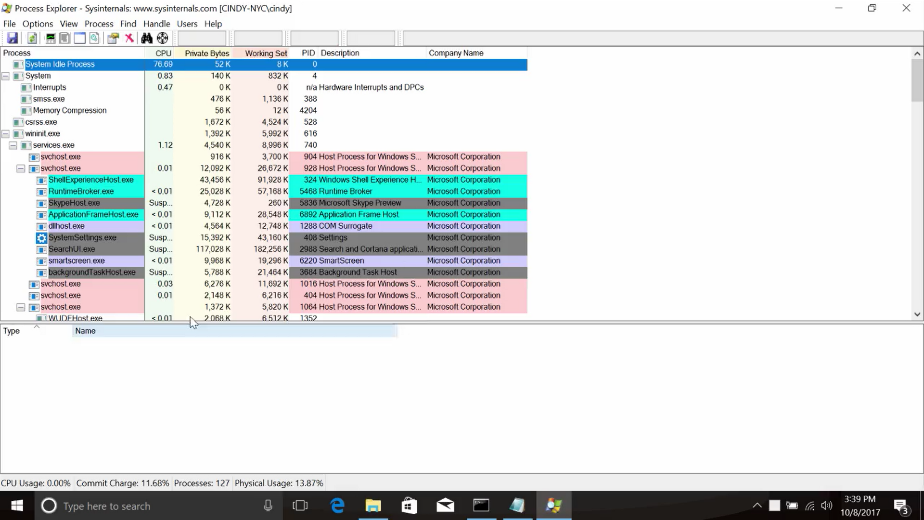 Process Explorer - Sysinternals: www.sysinternals.com [CINDY-NYC\cindy]
File Options View Process Find Handle Users Help
Process CPU Private Bytes Working Set PID Description Company Name
System Idle Process 76.69 52 K 8 K 0
System 0.83 140 K 832 K 4
Interrupts 0.47 0 K 0 K n/a Hardware Interrupts and DPCs
smss.exe 476 K 1,136 K 388
Memory Compression 56 K 12 K 4204
csrss.exe 1,672 K 4,524 K 528
wininit.exe 1,392 K 5,992 K 616
services.exe 1.12 4,540 K 8,996 K 740
svchost.exe 916 K 3,700 K 904 Host Process for Windows S... Microsoft Corporation
svchost.exe 0.01 12,092 K 26,672 K 928 Host Process for Windows S... Microsoft Corporation
ShellExperienceHost.exe 43,456 K 91,928 K 324 Windows Shell Experience H... Microsoft Corporation
RuntimeBroker.exe < 0.01 25,028 K 57,168 K 5468 Runtime Broker Microsoft Corporation
SkypeHost.exe Susp... 4,728 K 260 K 5836 Microsoft Skype Preview Microsoft Corporation
ApplicationFrameHost.exe < 0.01 9,112 K 28,548 K 6892 Application Frame Host Microsoft Corporation
dllhost.exe < 0.01 4,564 K 12,748 K 1288 COM Surrogate Microsoft Corporation
SystemSettings.exe Susp... 15,392 K 43,160 K 408 Settings Microsoft Corporation
SearchUI.exe Susp... 117,028 K 182,256 K 2988 Search and Cortana applicati... Microsoft Corporation
smartscreen.exe < 0.01 9,968 K 19,296 K 6220 SmartScreen Microsoft Corporation
backgroundTaskHost.exe Susp... 5,788 K 21,464 K 3684 Background Task Host Microsoft Corporation
svchost.exe 0.03 6,276 K 11,692 K 1016 Host Process for Windows S... Microsoft Corporation
svchost.exe 0.01 2,148 K 6,216 K 404 Host Process for Windows S... Microsoft Corporation
svchost.exe 1,372 K 5,820 K 1064 Host Process for Windows S... Microsoft Corporation
WUDFHost.exe < 0.01 2,068 K 6,512 K 1352
Type Name
CPU Usage: 0.00% Commit Charge: 11.68% Processes: 127 Physical Usage: 13.87%
Type here to search
3:39 PM
10/8/2017
3